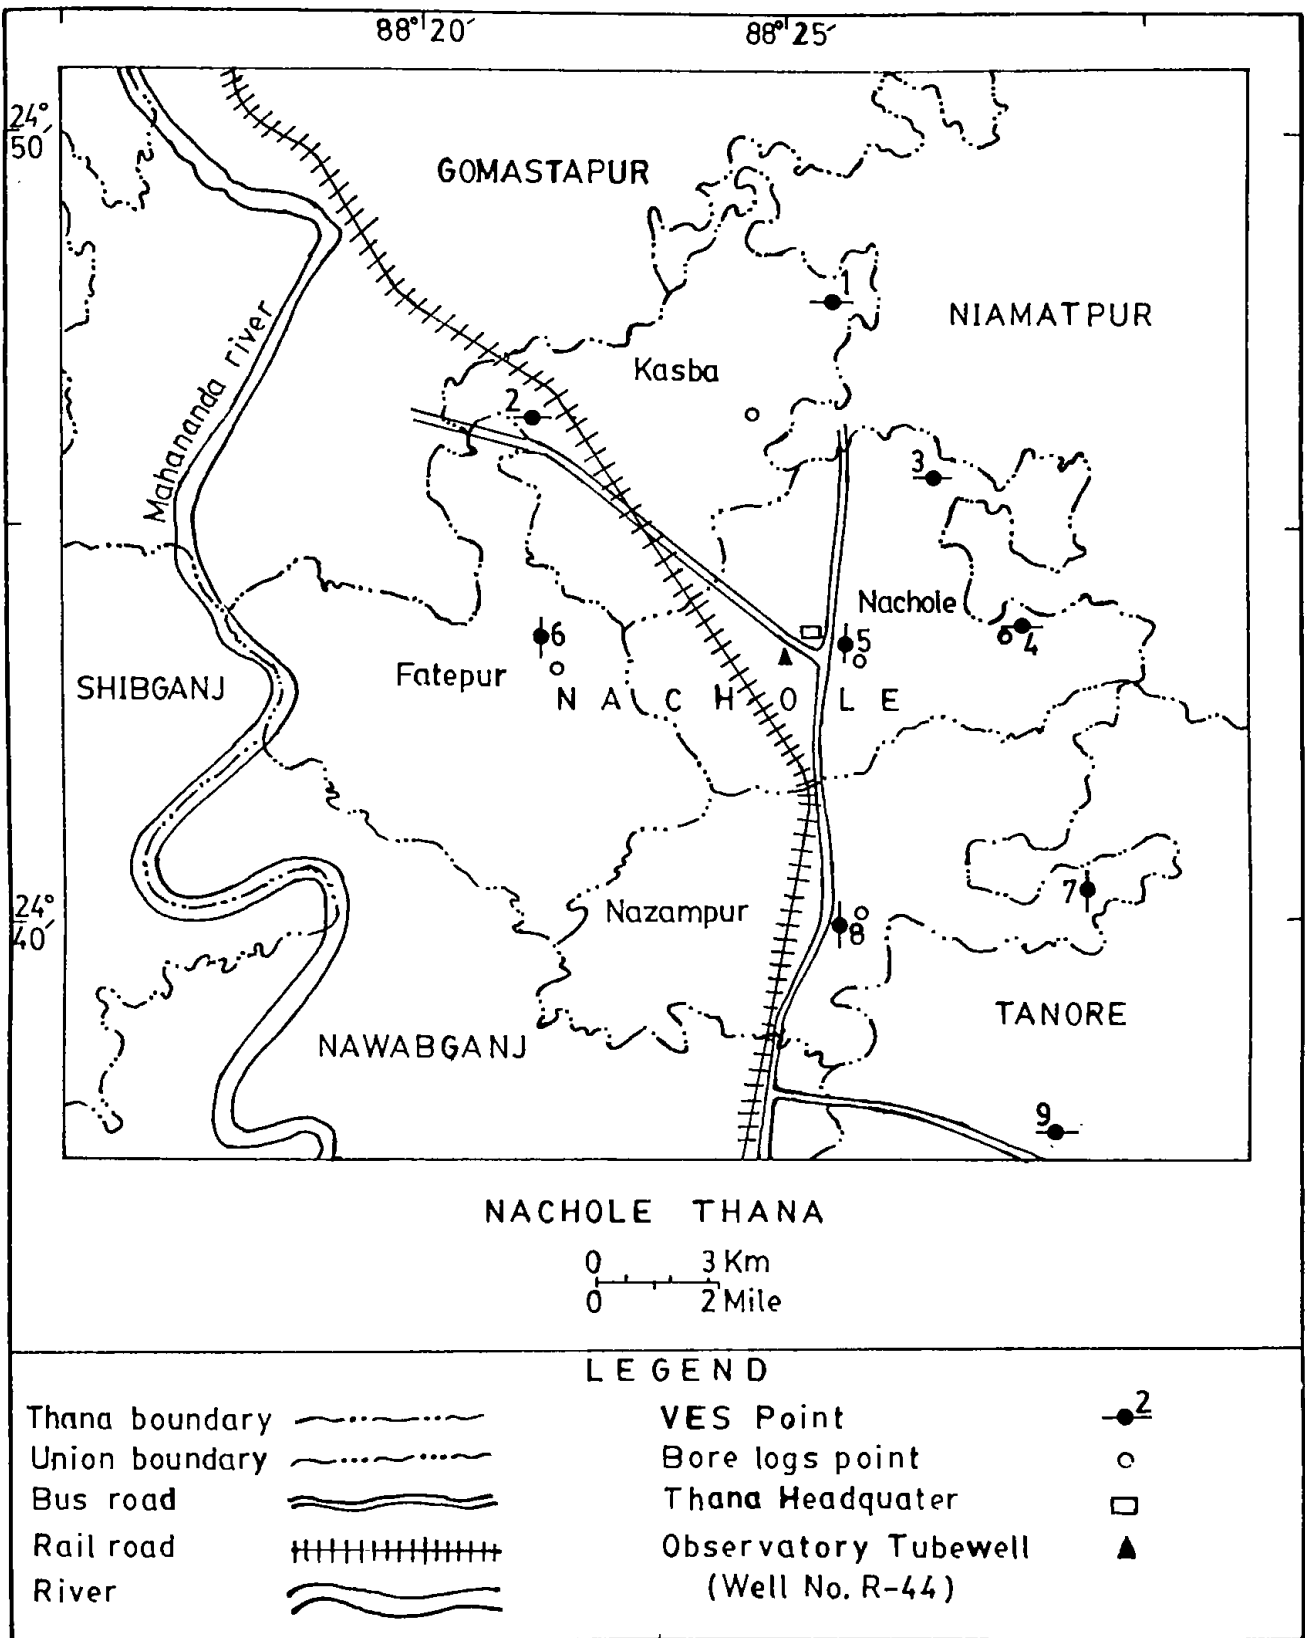 88°20′ 88°25′
24°
50′
GOMASTAPUR
1
NIAMATPUR
Mahananda river
Kasba
2
3
Nachole
6
5
4
Fatepur
SHIBGANJ
N A C H O L E
7
24°
40′
Nazampur
8
TANORE
NAWABGANJ
9
NACHOLE THANA
0 3 Km
0 2 Mile
LEGEND
Thana boundary
Union boundary
Bus road
Rail road
River
VES Point 2
Bore logs point
Thana Headquater
Observatory Tubewell
(Well No. R-44)